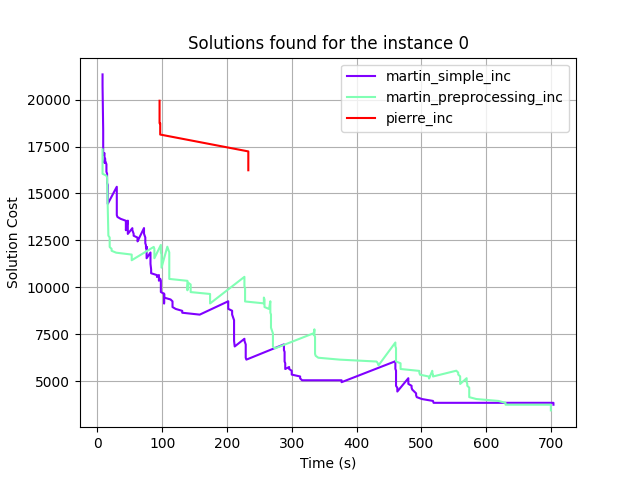 Solutions found for the instance 0
martin_simple_inc
martin_preprocessing_inc
pierre_inc
Solution Cost
20000
17500
15000
12500
10000
7500
5000
0 100 200 300 400 500 600 700
Time (s)